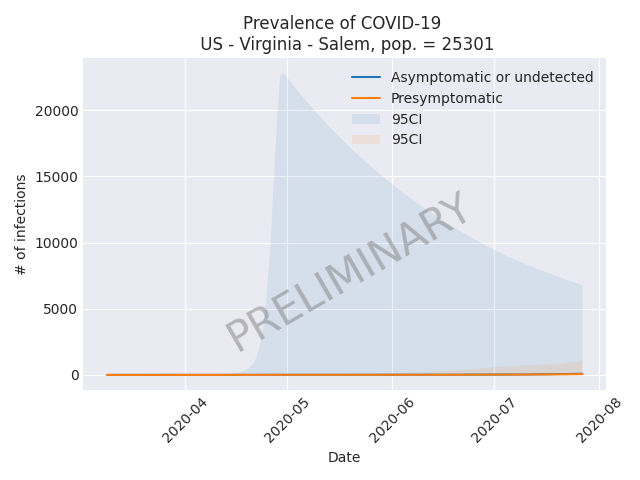 Prevalence of COVID-19
US - Virginia - Salem, pop. = 25301
Asymptomatic or undetected
Presymptomatic
95CI
95CI
20000
15000
10000
5000
0
# of infections
PRELIMINARY
2020-04
2020-05
2020-06
2020-07
2020-08
Date